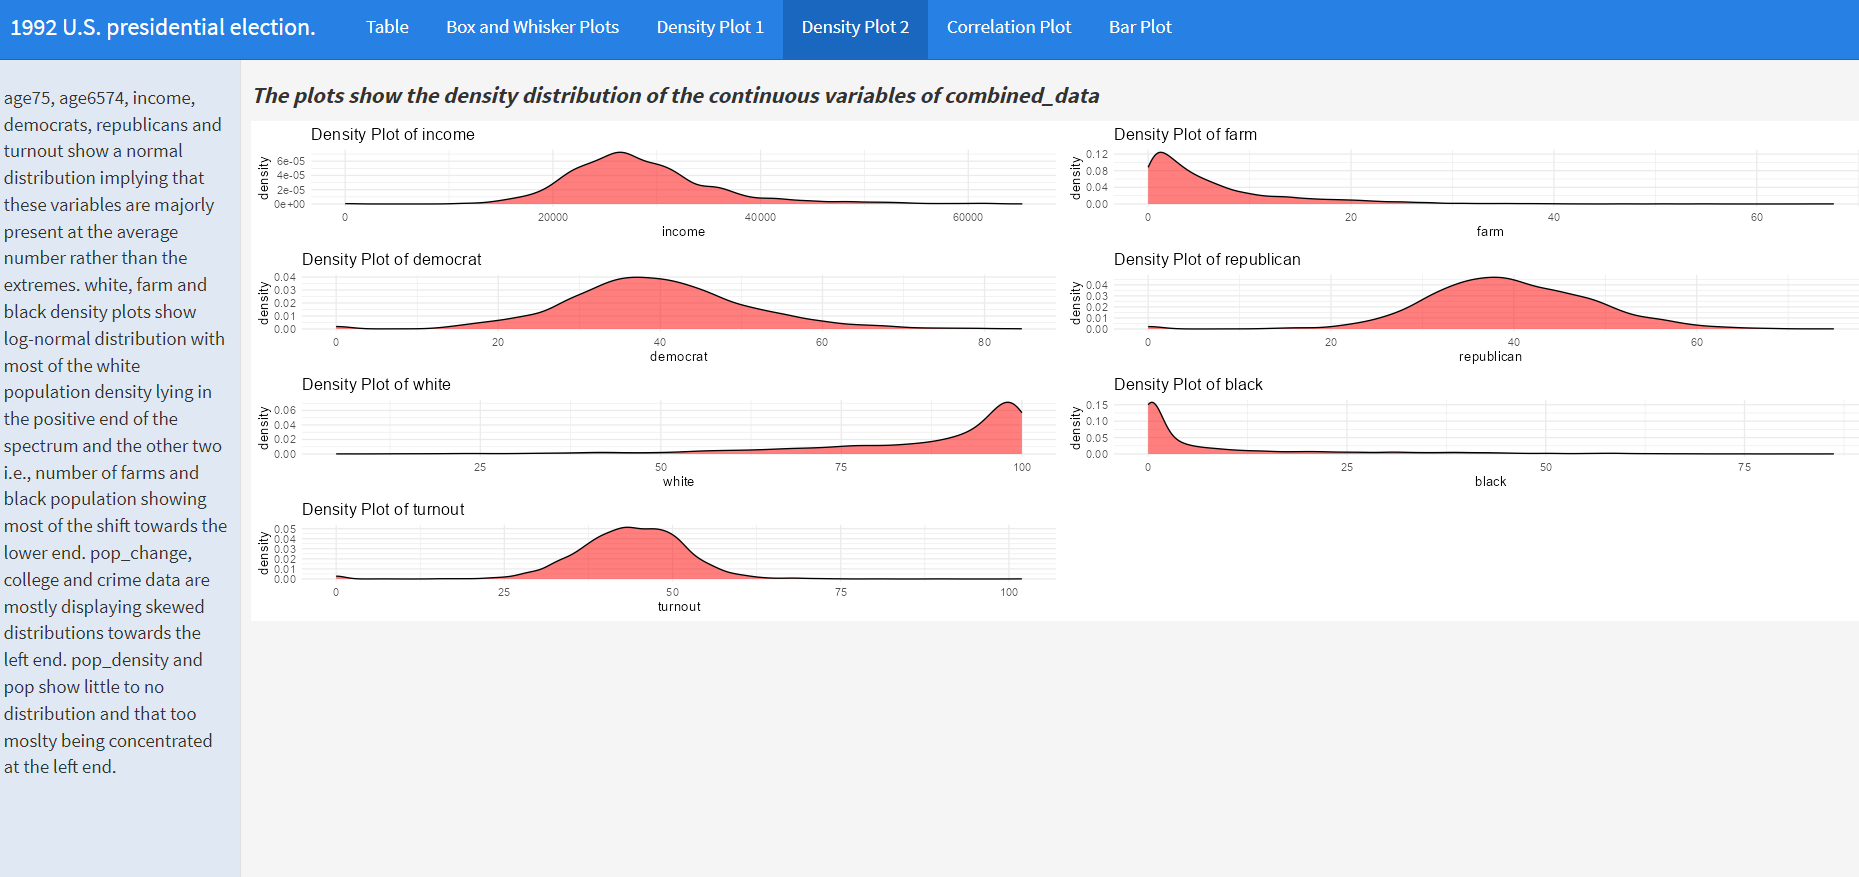 1992 U.S. presidential election.
Table
Box and Whisker Plots
Density Plot 1
Density Plot 2
Correlation Plot
Bar Plot
age75, age6574, income,
democrats, republicans and
turnout show a normal
distribution implying that
these variables are majorly
present at the average
number rather than the
extremes. white, farm and
black density plots show
log-normal distribution with
most of the white
population density lying in
the positive end of the
spectrum and the other two
i.e., number of farms and
black population showing
most of the shift towards the
lower end. pop_change,
college and crime data are
mostly displaying skewed
distributions towards the
left end. pop_density and
pop show little to no
distribution and that too
moslty being concentrated
at the left end.
The plots show the density distribution of the continuous variables of combined_data
Density Plot of income
density
6e-05
4e-05
2e-05
0e+00
0 20000 40000 60000
income
Density Plot of farm
density
0.12
0.08
0.04
0.00
0 20 40 60
farm
Density Plot of democrat
density
0.04
0.03
0.02
0.01
0.00
0 20 40 60 80
democrat
Density Plot of republican
density
0.04
0.03
0.02
0.01
0.00
0 20 40 60
republican
Density Plot of white
density
0.06
0.04
0.02
0.00
25 50 75 100
white
Density Plot of black
density
0.15
0.10
0.05
0.00
0 25 50 75
black
Density Plot of turnout
density
0.05
0.04
0.03
0.02
0.01
0.00
0 25 50 75 100
turnout